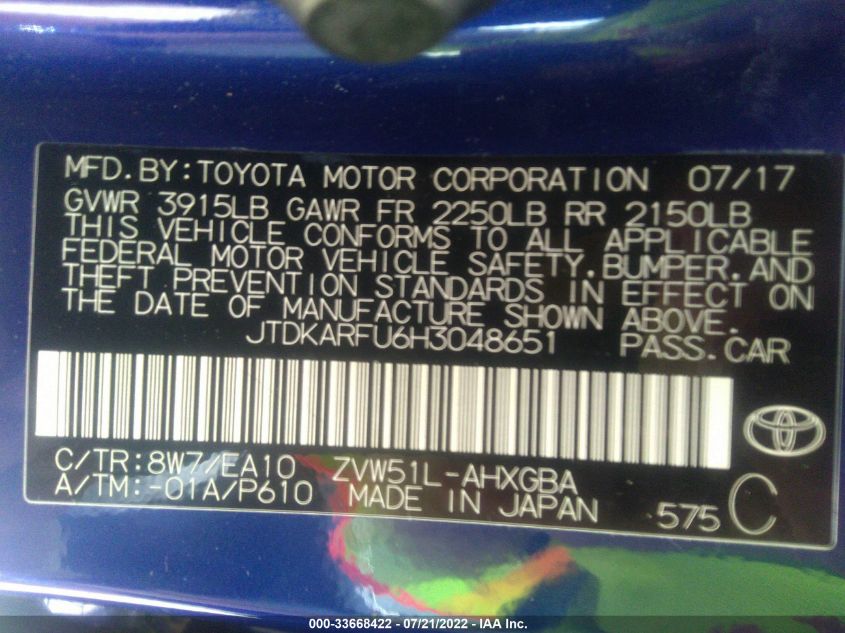 MFD.BY:TOYOTA MOTOR CORPORATION 07/17
GVWR 3915LB GAWR FR 2250LB RR 2150LB
THIS VEHICLE CONFORMS TO ALL APPLICABLE
FEDERAL MOTOR VEHICLE SAFETY.BUMPER.AND
THEFT PREVENTION STANDARDS IN EFFECT ON
THE DATE OF MANUFACTURE SHOWN ABOVE.
JTDKARFU6H3048651 PASS.CAR
C/TR:8W7/EA10 ZVW51L-AHXGBA
A/TM:-01A/P610 MADE IN JAPAN 575 C
000-33668422 - 07/21/2022 - IAA Inc.